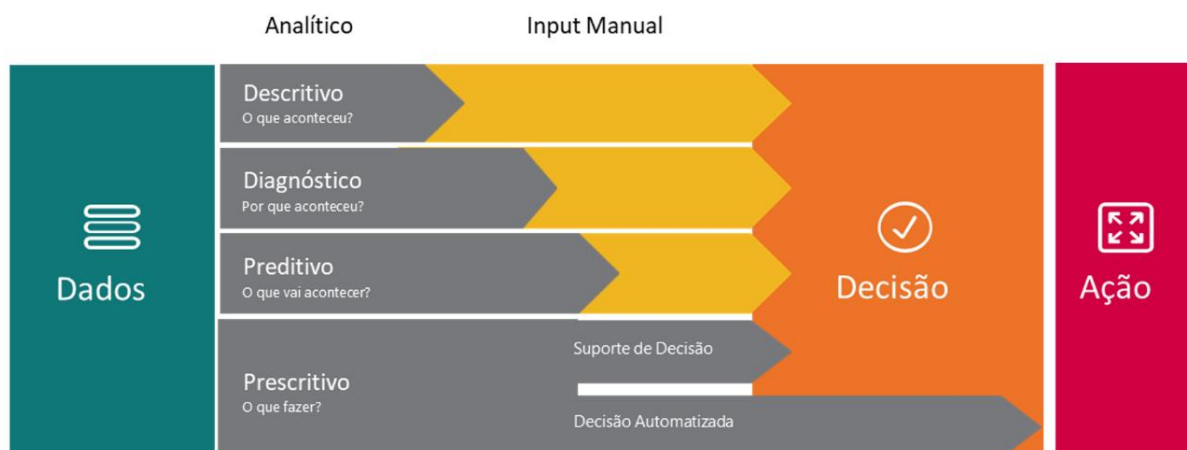 Analítico
Input Manual
Dados
Descritivo
O que aconteceu?
Diagnóstico
Por que aconteceu?
Preditivo
O que vai acontecer?
Prescritivo
O que fazer?
Suporte de Decisão
Decisão Automatizada
Decisão
Ação